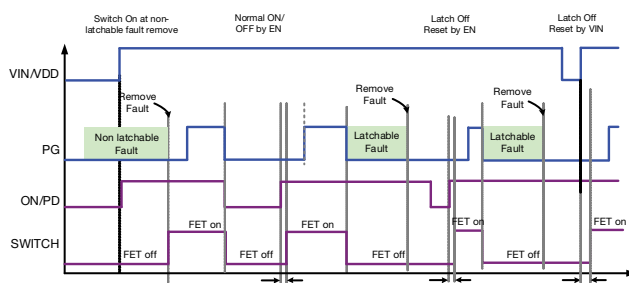 Switch On at non-
latchable fault remove
Normal ON/
OFF by EN
Latch Off
Reset by EN
Latch Off
Reset by VIN
VIN/VDD
Remove
Fault
Remove
Fault
Remove
Fault
Non latchable
Fault
Latchable
Fault
Latchable
Fault
PG
ON/PD
FET on
FET on
FET on
FET on
SWITCH
FET off
FET off
FET off
FET off